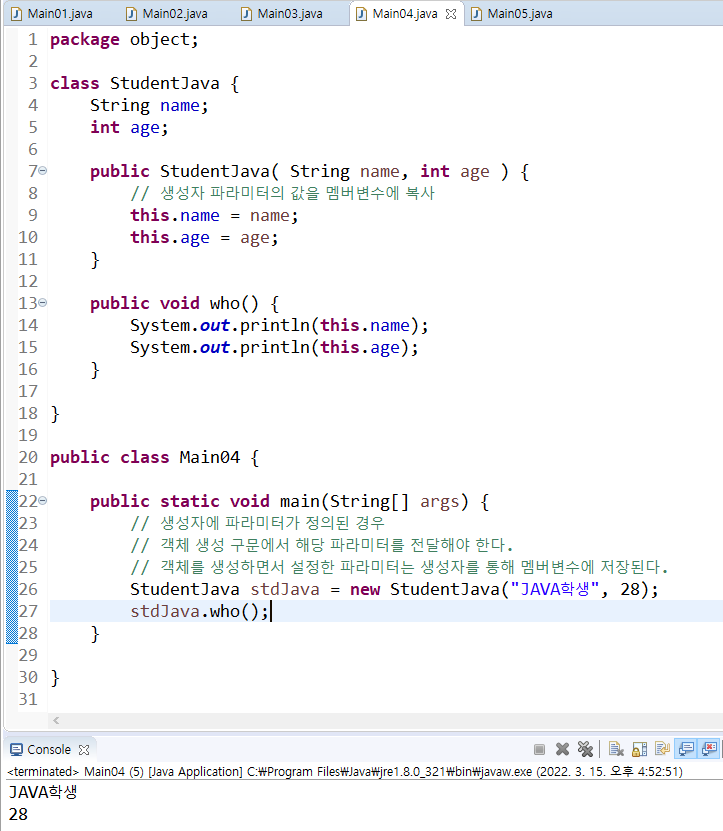 Main01.java Main02.java Main03.java Main04.java Main05.java
1 package object;
2
3 class StudentJava {
4     String name;
5     int age;
6
7     public StudentJava( String name, int age ) {
8         // 생성자 파라미터의 값을 멤버변수에 복사
9         this.name = name;
10         this.age = age;
11     }
12
13     public void who() {
14         System.out.println(this.name);
15         System.out.println(this.age);
16     }
17
18 }
19
20 public class Main04 {
21
22     public static void main(String[] args) {
23         // 생성자에 파라미터가 정의된 경우
24         // 객체 생성 구문에서 해당 파라미터를 전달해야 한다.
25         // 객체를 생성하면서 설정한 파라미터는 생성자를 통해 멤버변수에 저장된다.
26         StudentJava stdJava = new StudentJava("JAVA학생", 28);
27         stdJava.who();
28     }
29
30 }
31
Console
<terminated> Main04 (5) [Java Application] C:₩Program Files₩Java₩jre1.8.0_321₩bin₩javaw.exe (2022. 3. 15. 오후 4:52:51)
JAVA학생
28